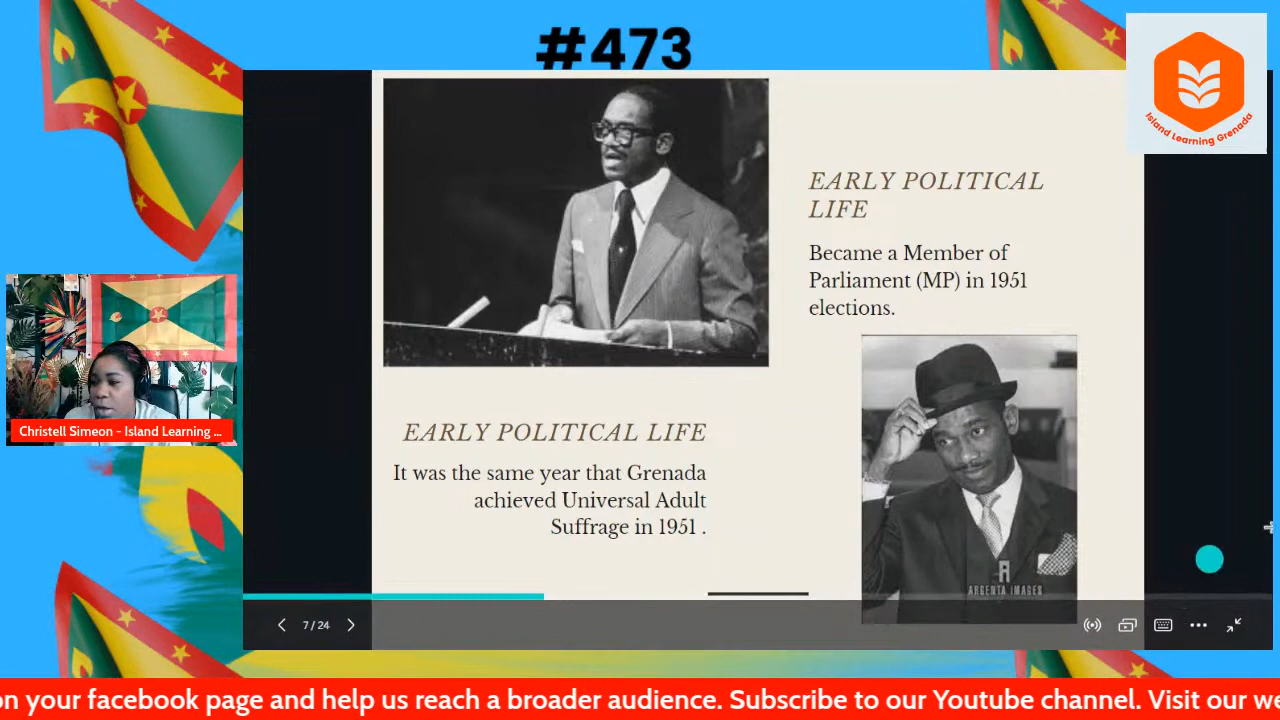 #473
Island Learning Grenada
EARLY POLITICAL
LIFE
Became a Member of
Parliament (MP) in 1951
elections.
EARLY POLITICAL LIFE
It was the same year that Grenada
achieved Universal Adult
Suffrage in 1951 .
ARGENTA IMAGES
Christell Simeon - Island Learning ...
7 / 24
on your facebook page and help us reach a broader audience. Subscribe to our Youtube channel. Visit our we